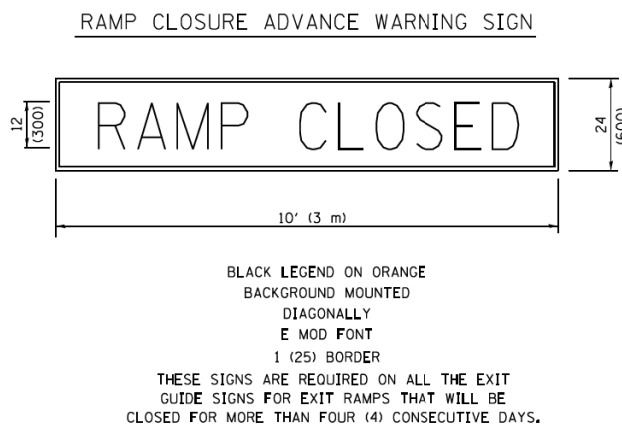 RAMP CLOSURE ADVANCE WARNING SIGN
12
(300)
RAMP CLOSED
24
(600)
10' (3 m)
BLACK LEGEND ON ORANGE
BACKGROUND MOUNTED
DIAGONALLY
E MOD FONT
1 (25) BORDER
THESE SIGNS ARE REQUIRED ON ALL THE EXIT
GUIDE SIGNS FOR EXIT RAMPS THAT WILL BE
CLOSED FOR MORE THAN FOUR (4) CONSECUTIVE DAYS.